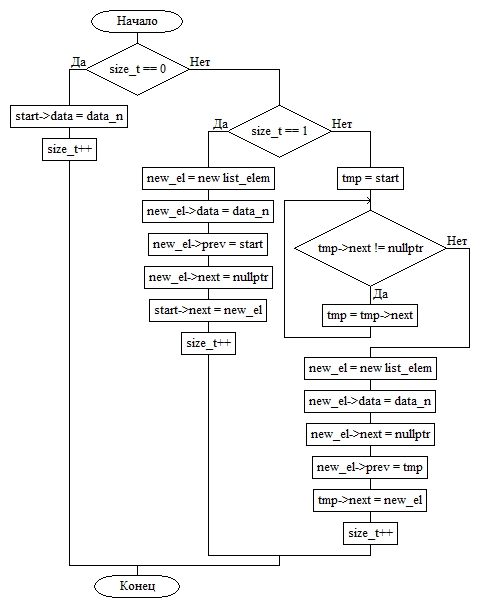 Начало
size_t == 0
Да
Нет
start->data = data_n
size_t++
size_t == 1
Да
Нет
new_el = new list_elem
new_el->data = data_n
new_el->prev = start
new_el->next = nullptr
start->next = new_el
size_t++
tmp = start
tmp->next != nullptr
Нет
Да
tmp = tmp->next
new_el = new list_elem
new_el->data = data_n
new_el->next = nullptr
new_el->prev = tmp
tmp->next = new_el
size_t++
Конец